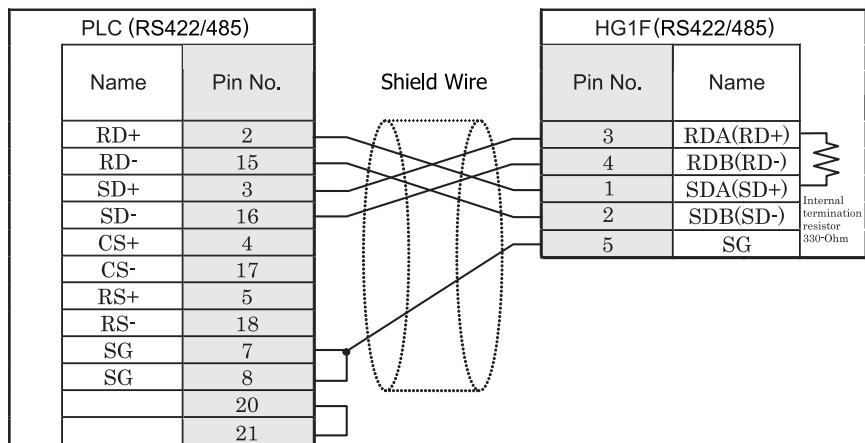 PLC (RS422/485)
Name Pin No.
RD+ 2
RD- 15
SD+ 3
SD- 16
CS+ 4
CS- 17
RS+ 5
RS- 18
SG 7
SG 8
20
21
Shield Wire
HG1F(RS422/485)
Pin No. Name
3 RDA(RD+)
4 RDB(RD-)
1 SDA(SD+)
2 SDB(SD-)
5 SG
Internal
termination
resistor
330-Ohm